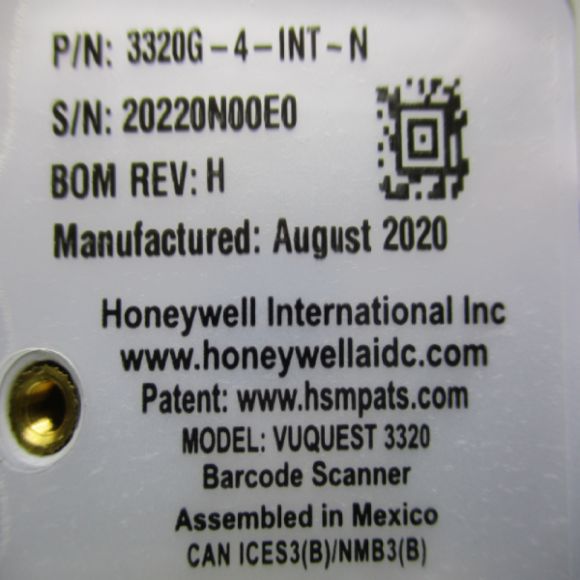 P/N: 3320G-4-INT-N
S/N: 20220N00E0
BOM REV: H
Manufactured: August 2020
Honeywell International Inc
www.honeywellaidc.com
Patent: www.hsmpats.com
MODEL: VUQUEST 3320
Barcode Scanner
Assembled in Mexico
CAN ICES3(B)/NMB3(B)